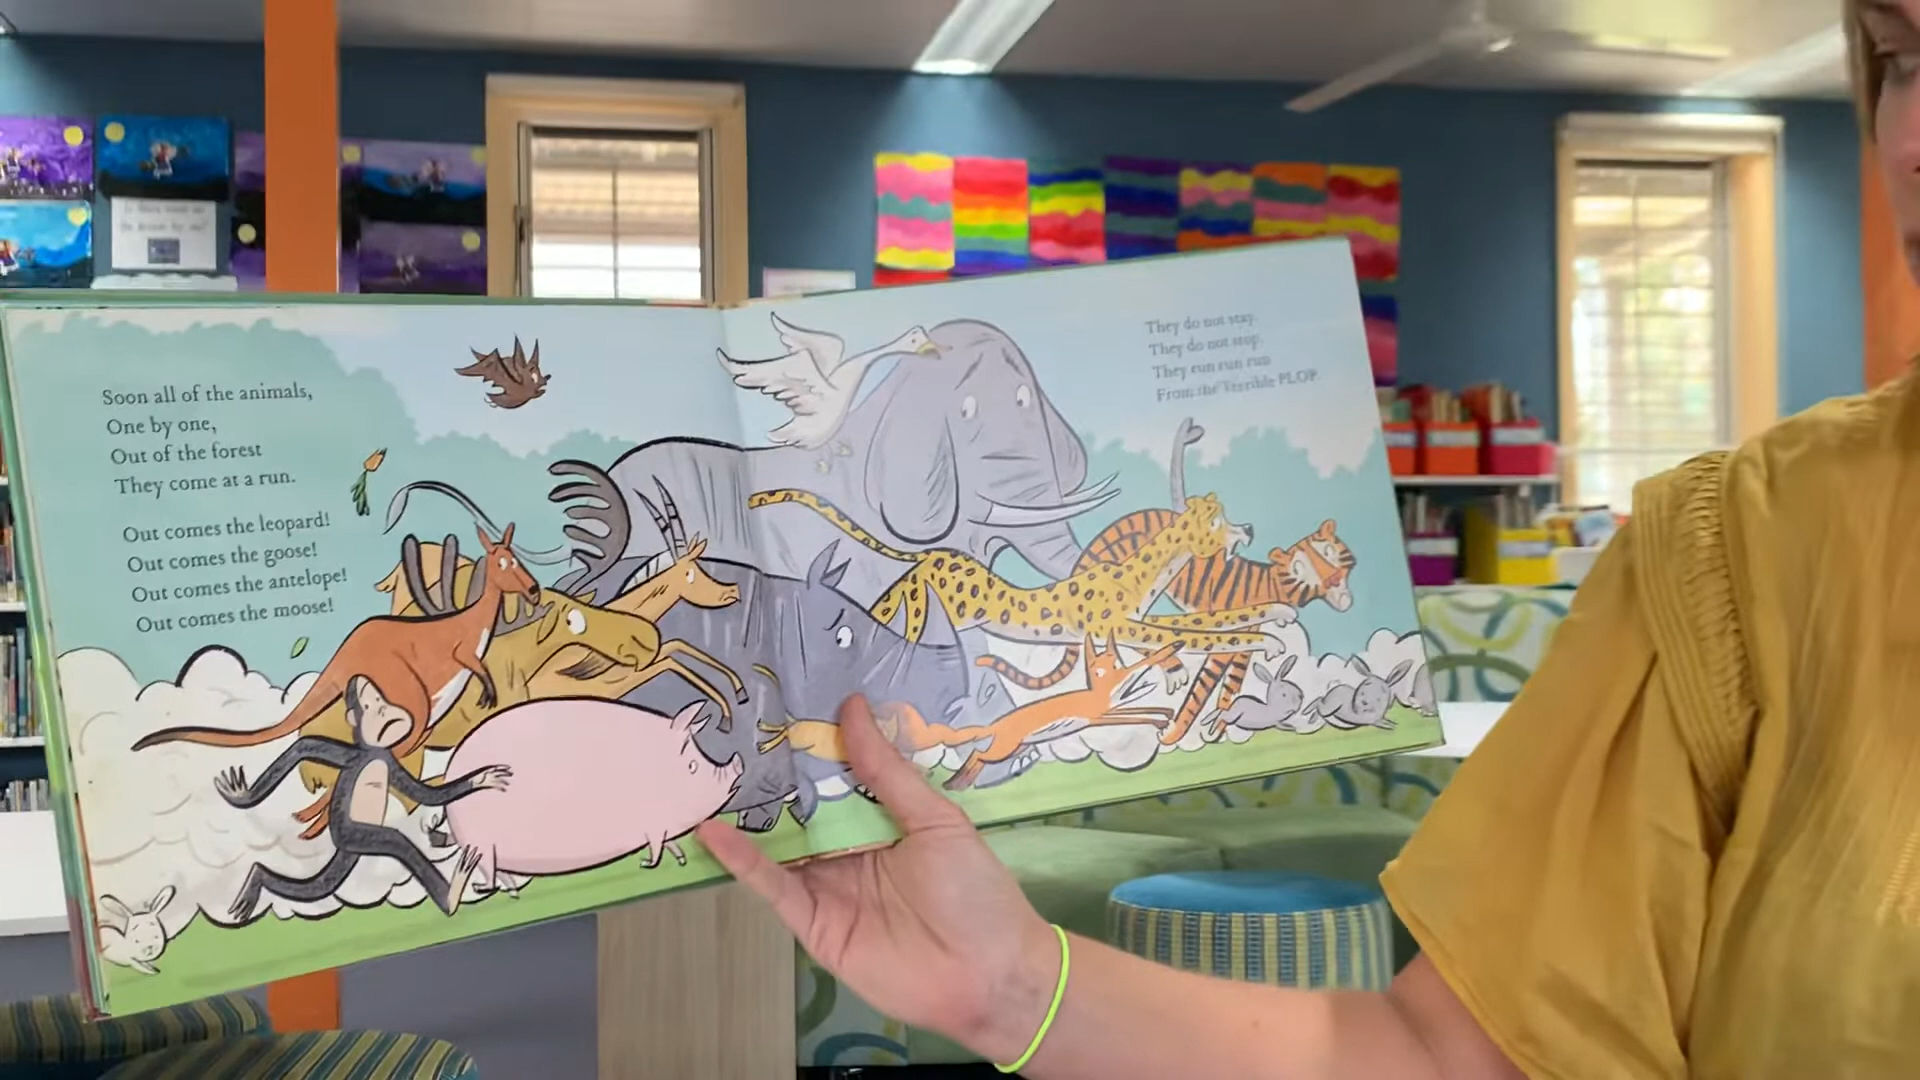 Soon all of the animals,
One by one,
Out of the forest
They come at a run.
Out comes the leopard!
Out comes the goose!
Out comes the antelope!
Out comes the moose!
They do not stay.
They do not stop.
They run run run
From the Terrible PLOP.